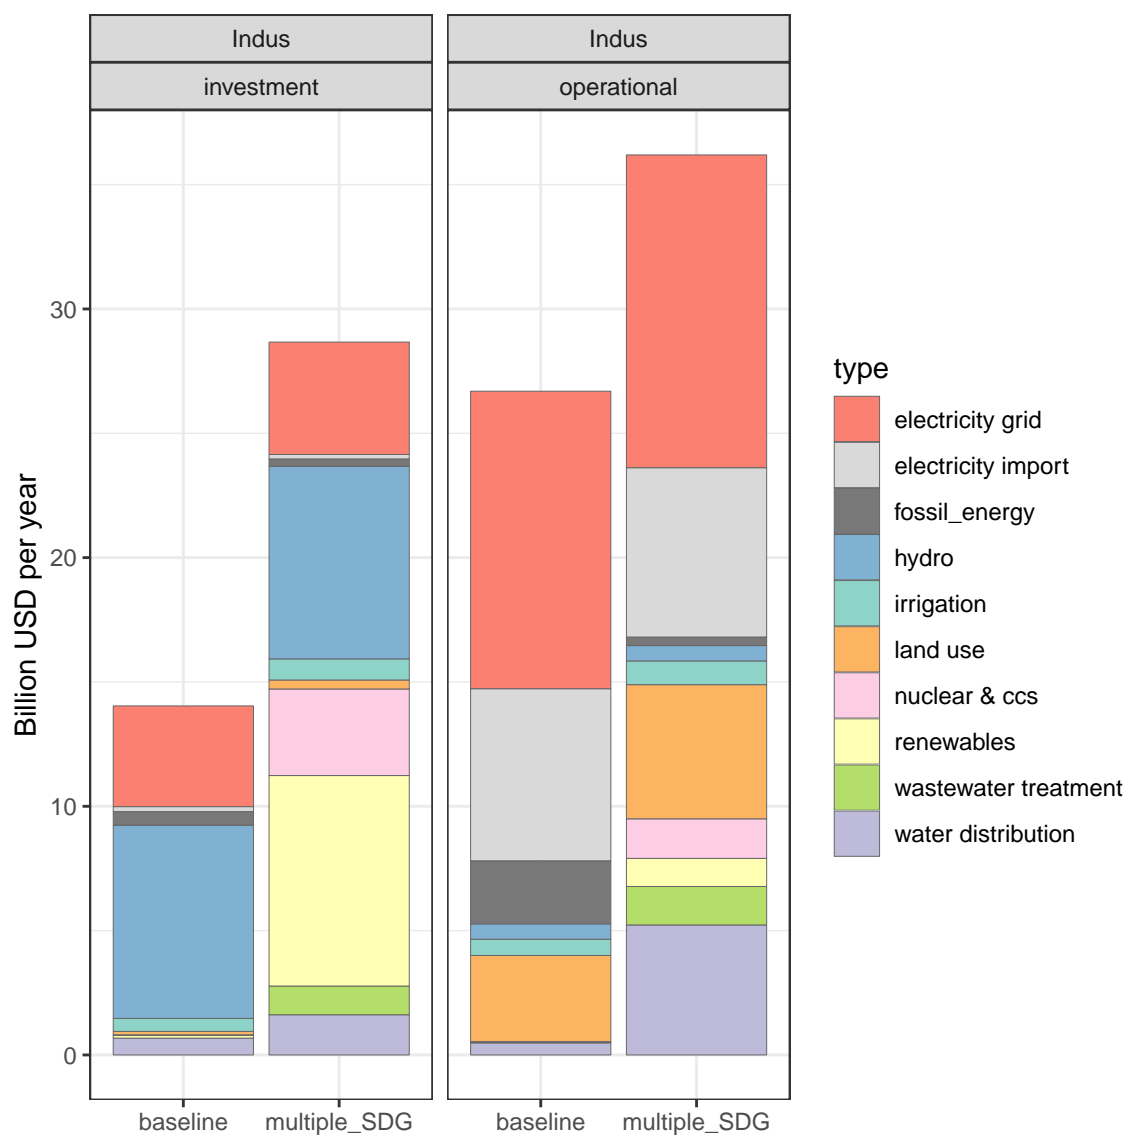 Indus
Indus
investment
operational
Billion USD per year
30
20
10
0
baseline
multiple_SDG
baseline
multiple_SDG
type
electricity grid
electricity import
fossil_energy
hydro
irrigation
land use
nuclear & ccs
renewables
wastewater treatment
water distribution